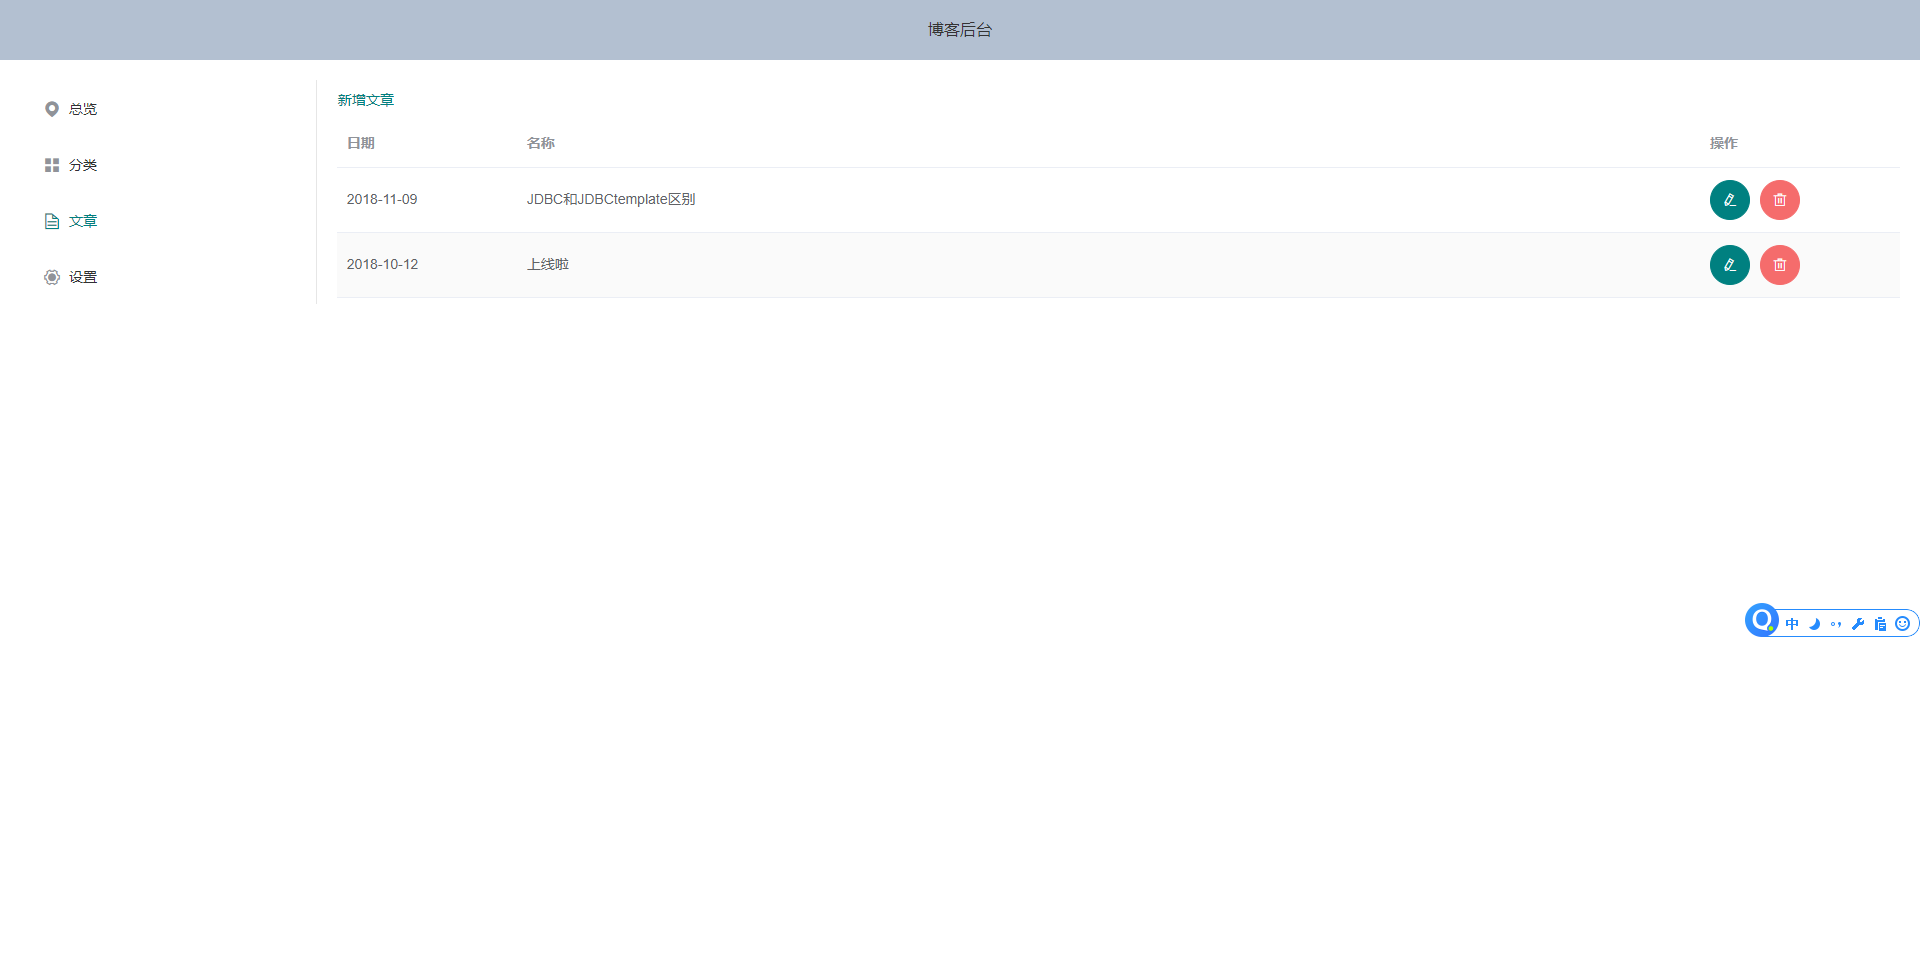 博客后台
总览
分类
文章
设置
新增文章
日期 名称 操作
2018-11-09 JDBC和JDBCtemplate区别
2018-10-12 上线啦
中